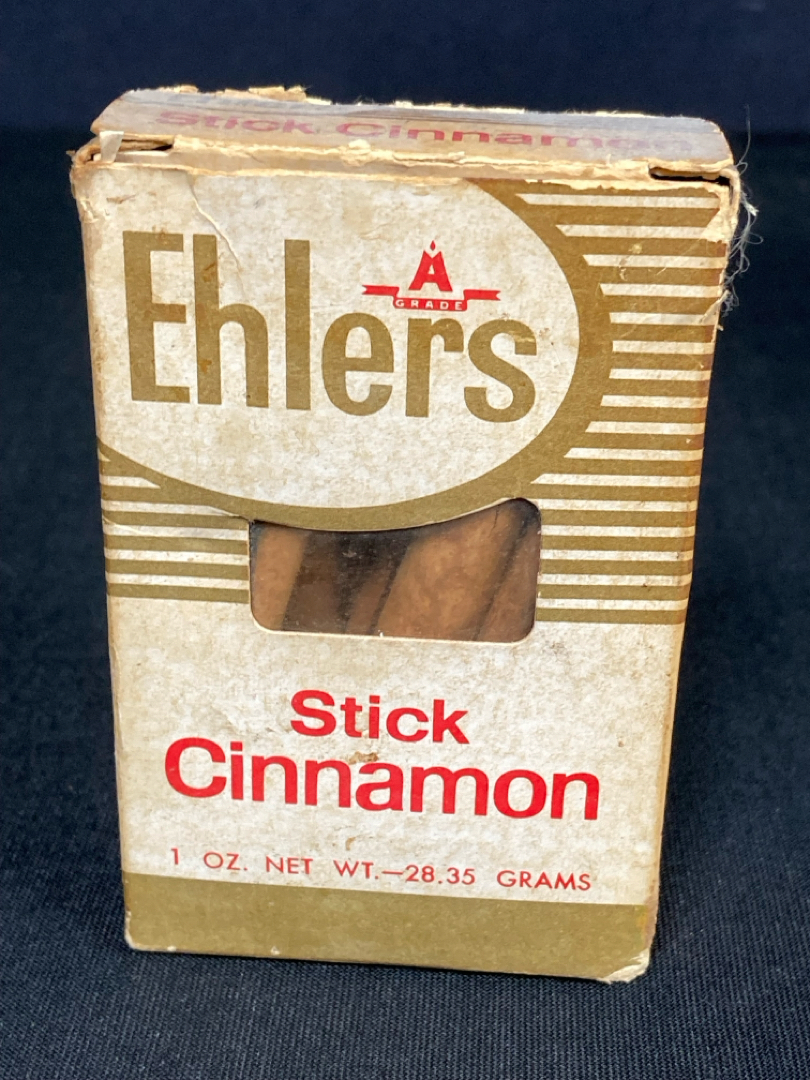 Stick Cinnamon
A
GRADE
Ehlers
Stick
Cinnamon
1 OZ. NET WT.—28.35 GRAMS